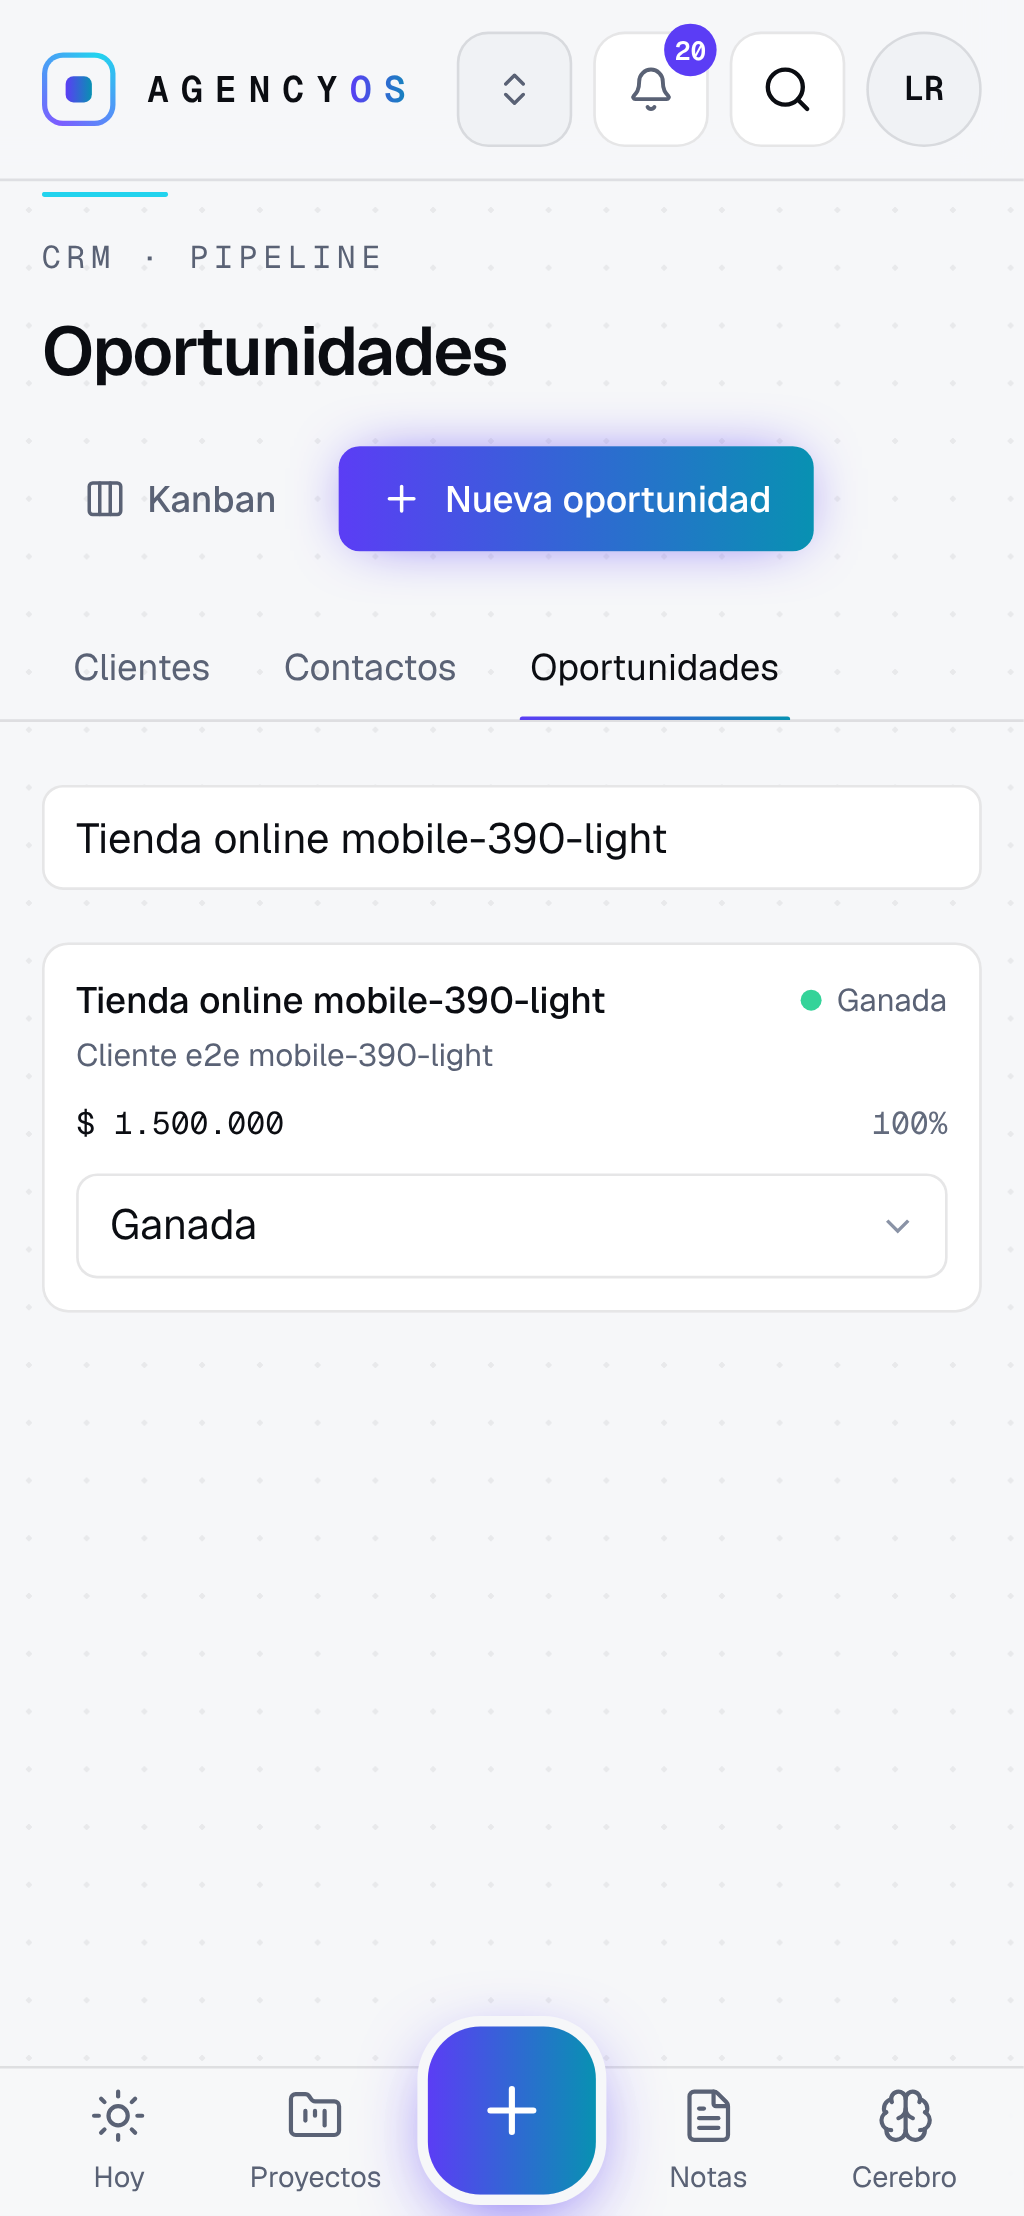 AGENCYOS
20
LR
CRM · PIPELINE
Oportunidades
Kanban
Nueva oportunidad
Clientes Contactos Oportunidades
Tienda online mobile-390-light
Tienda online mobile-390-light Ganada
Cliente e2e mobile-390-light
$ 1.500.000 100%
Ganada
Hoy Proyectos Notas Cerebro